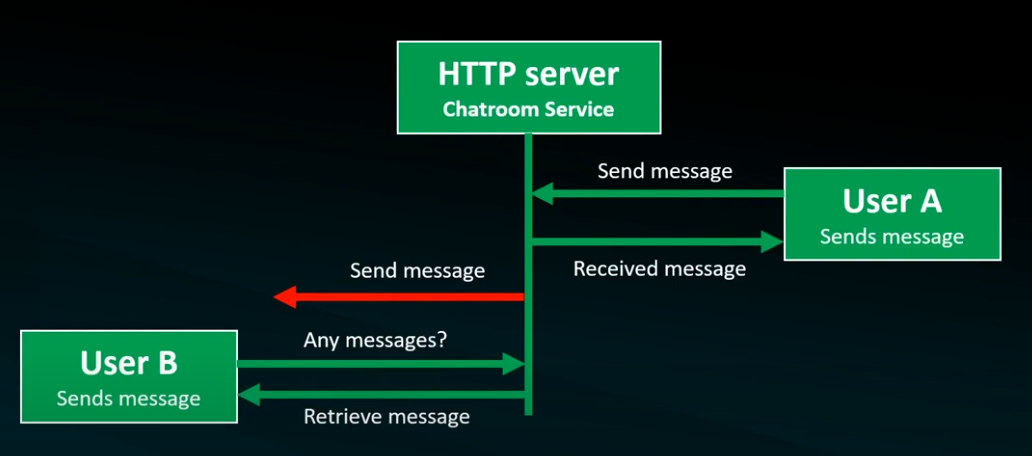 HTTP server
Chatroom Service
Send message
User A
Sends message
Received message
Send message
Any messages?
User B
Sends message
Retrieve message